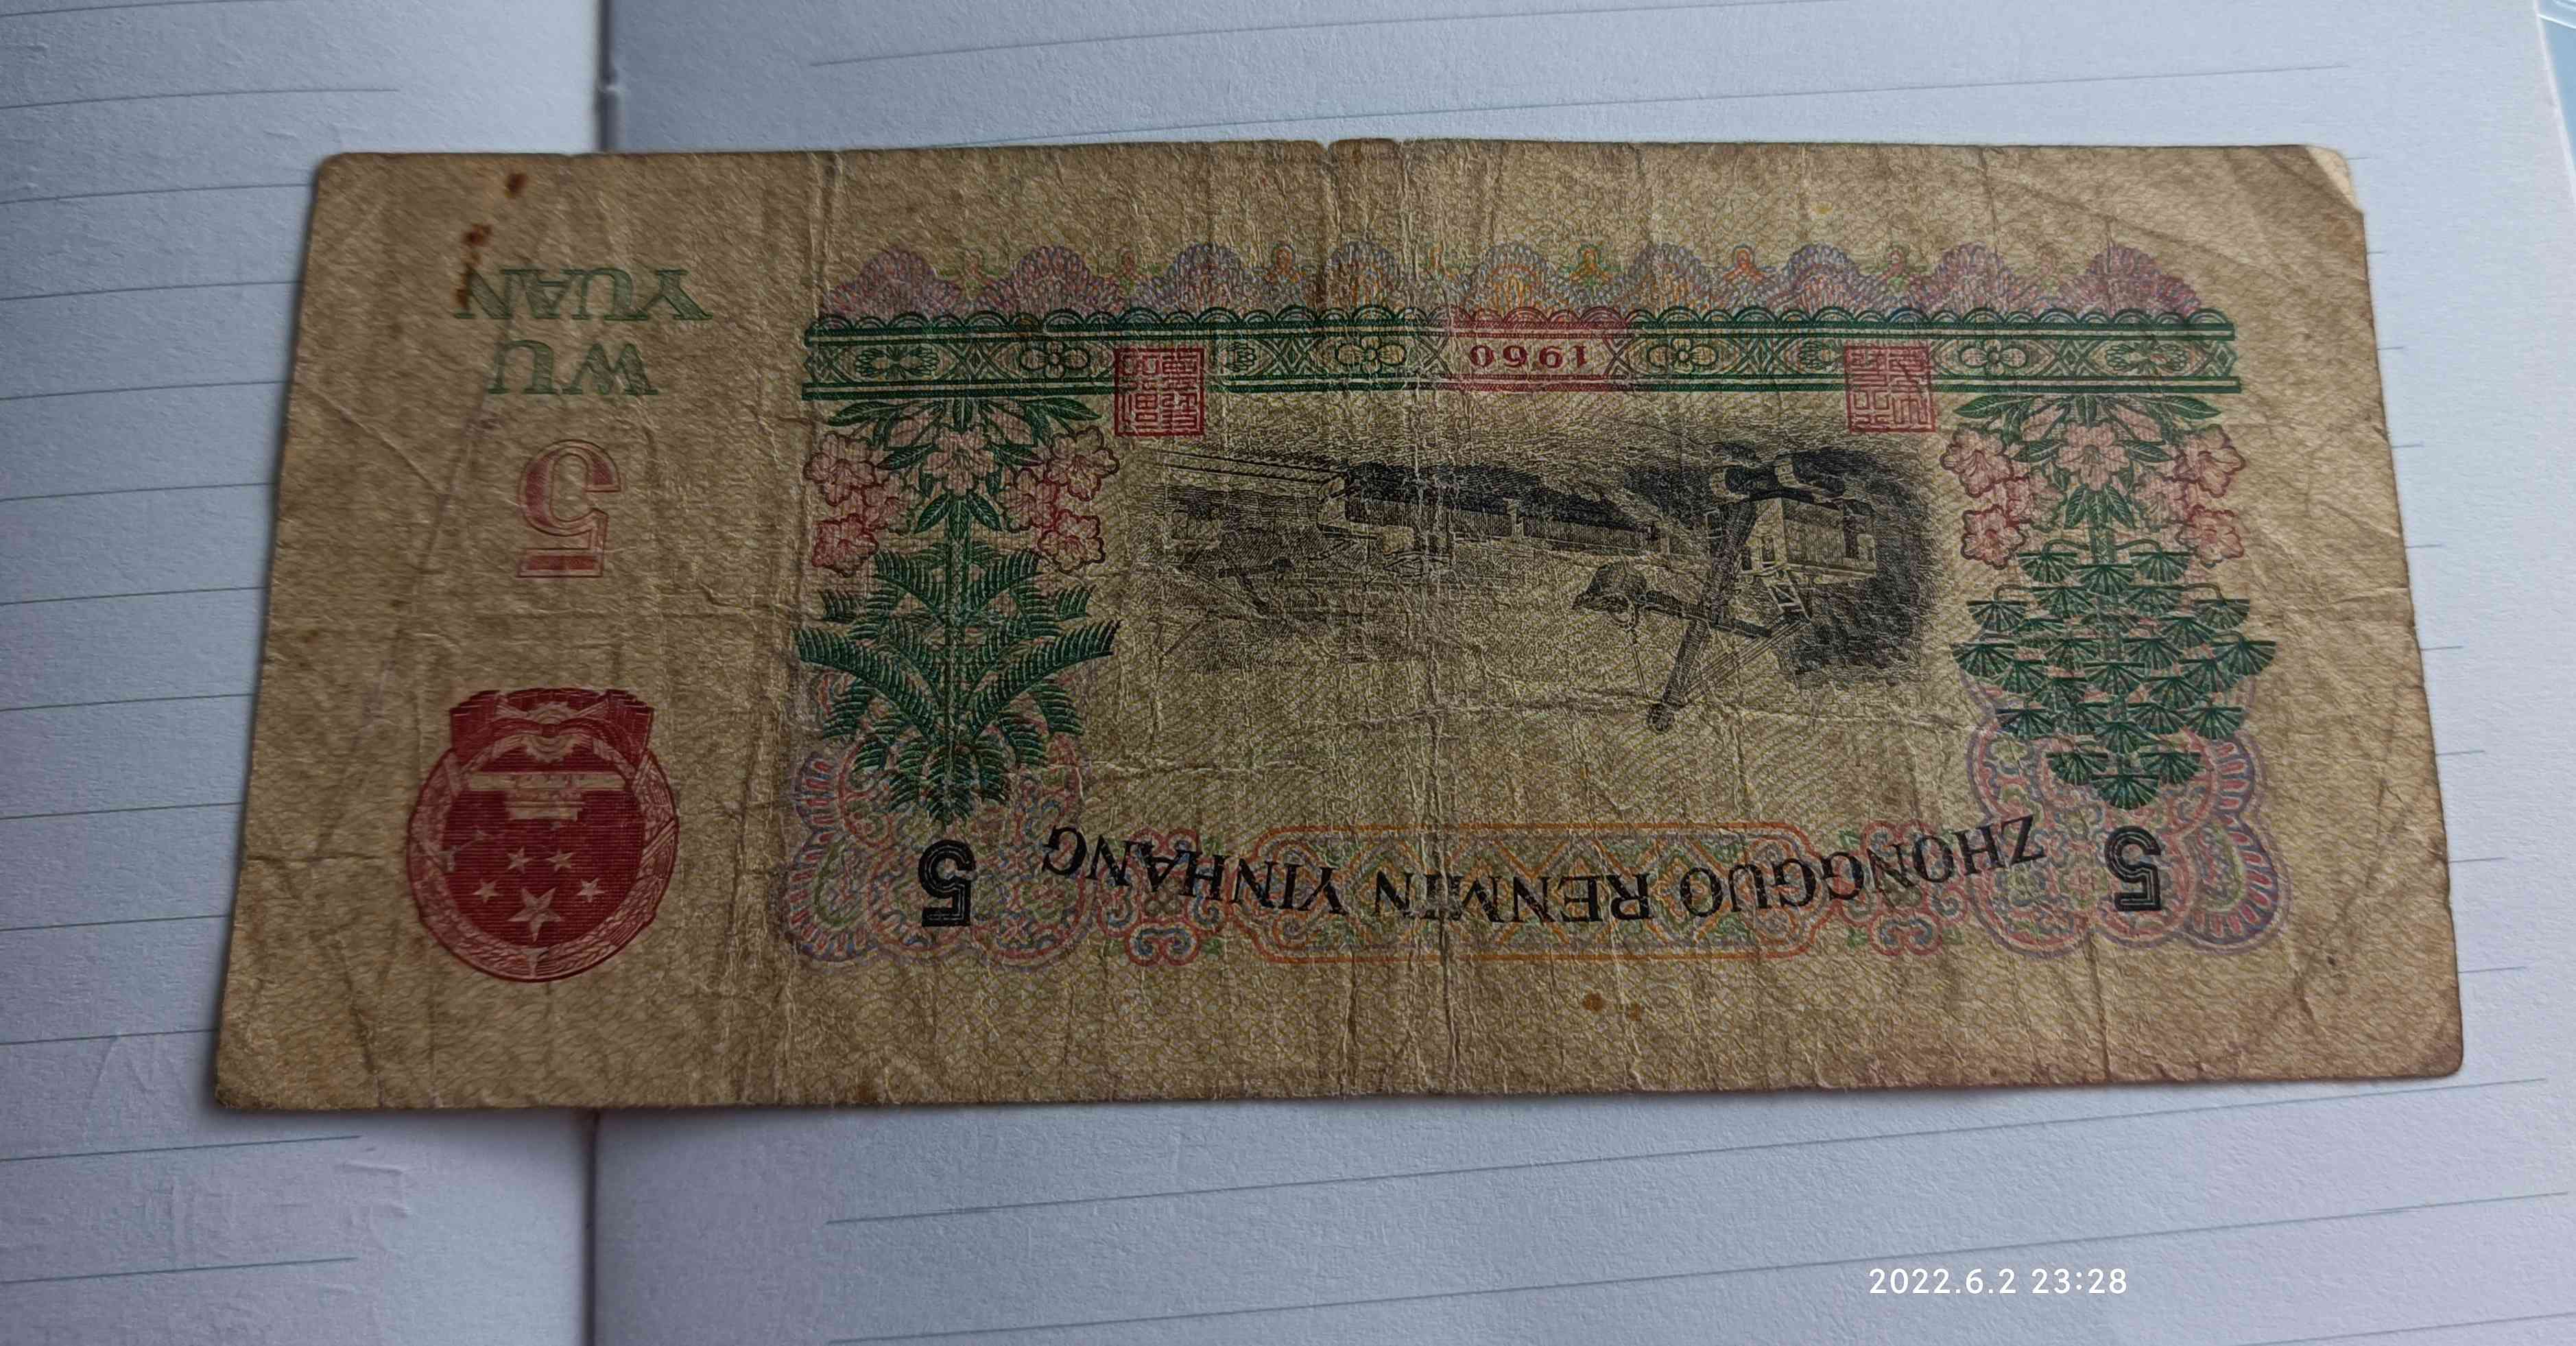 ZHONGGUO RENMIN YINHANG
5
5
1960
5
WU
YUAN
2022.6.2 23:28